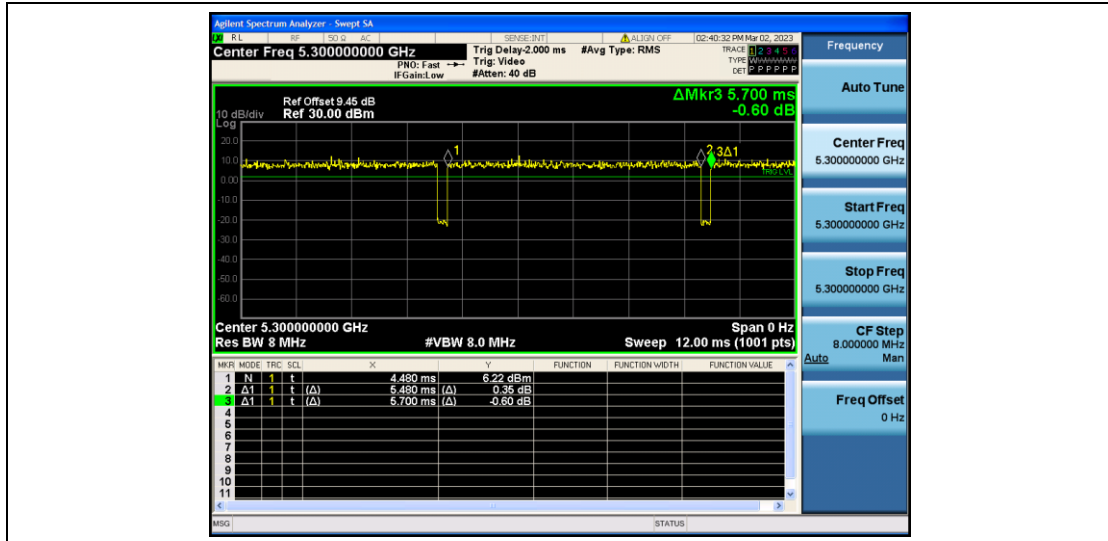 Agilent Spectrum Analyzer - Swept SA
RL RF 50 Ω AC SENSE:INT ALIGN OFF 02:40:32 PM Mar 02, 2023
Center Freq 5.300000000 GHz
PNO: Fast
IFGain:Low
Trig Delay-2.000 ms
Trig: Video
#Atten: 40 dB
#Avg Type: RMS
TRACE 1 2 3 4 5 6
TYPE
DET P P P P P P
ΔMkr3 5.700 ms
-0.60 dB
Ref Offset 9.45 dB
10 dB/div Ref 30.00 dBm
Log
20.0
10.0
0.00
-10.0
-20.0
-30.0
-40.0
-50.0
-60.0
1
2 3Δ1
TRIG LVL
Center 5.300000000 GHz Span 0 Hz
Res BW 8 MHz #VBW 8.0 MHz Sweep 12.00 ms (1001 pts)
MKR MODE TRC SCL X Y FUNCTION FUNCTION WIDTH FUNCTION VALUE
1 N 1 t 4.480 ms 6.22 dBm
2 Δ1 1 t (Δ) 5.480 ms (Δ) 0.35 dB
3 Δ1 1 t (Δ) 5.700 ms (Δ) -0.60 dB
4
5
6
7
8
9
10
11
MSG STATUS
Frequency
Auto Tune
Center Freq
5.300000000 GHz
Start Freq
5.300000000 GHz
Stop Freq
5.300000000 GHz
CF Step
8.000000 MHz
Auto Man
Freq Offset
0 Hz